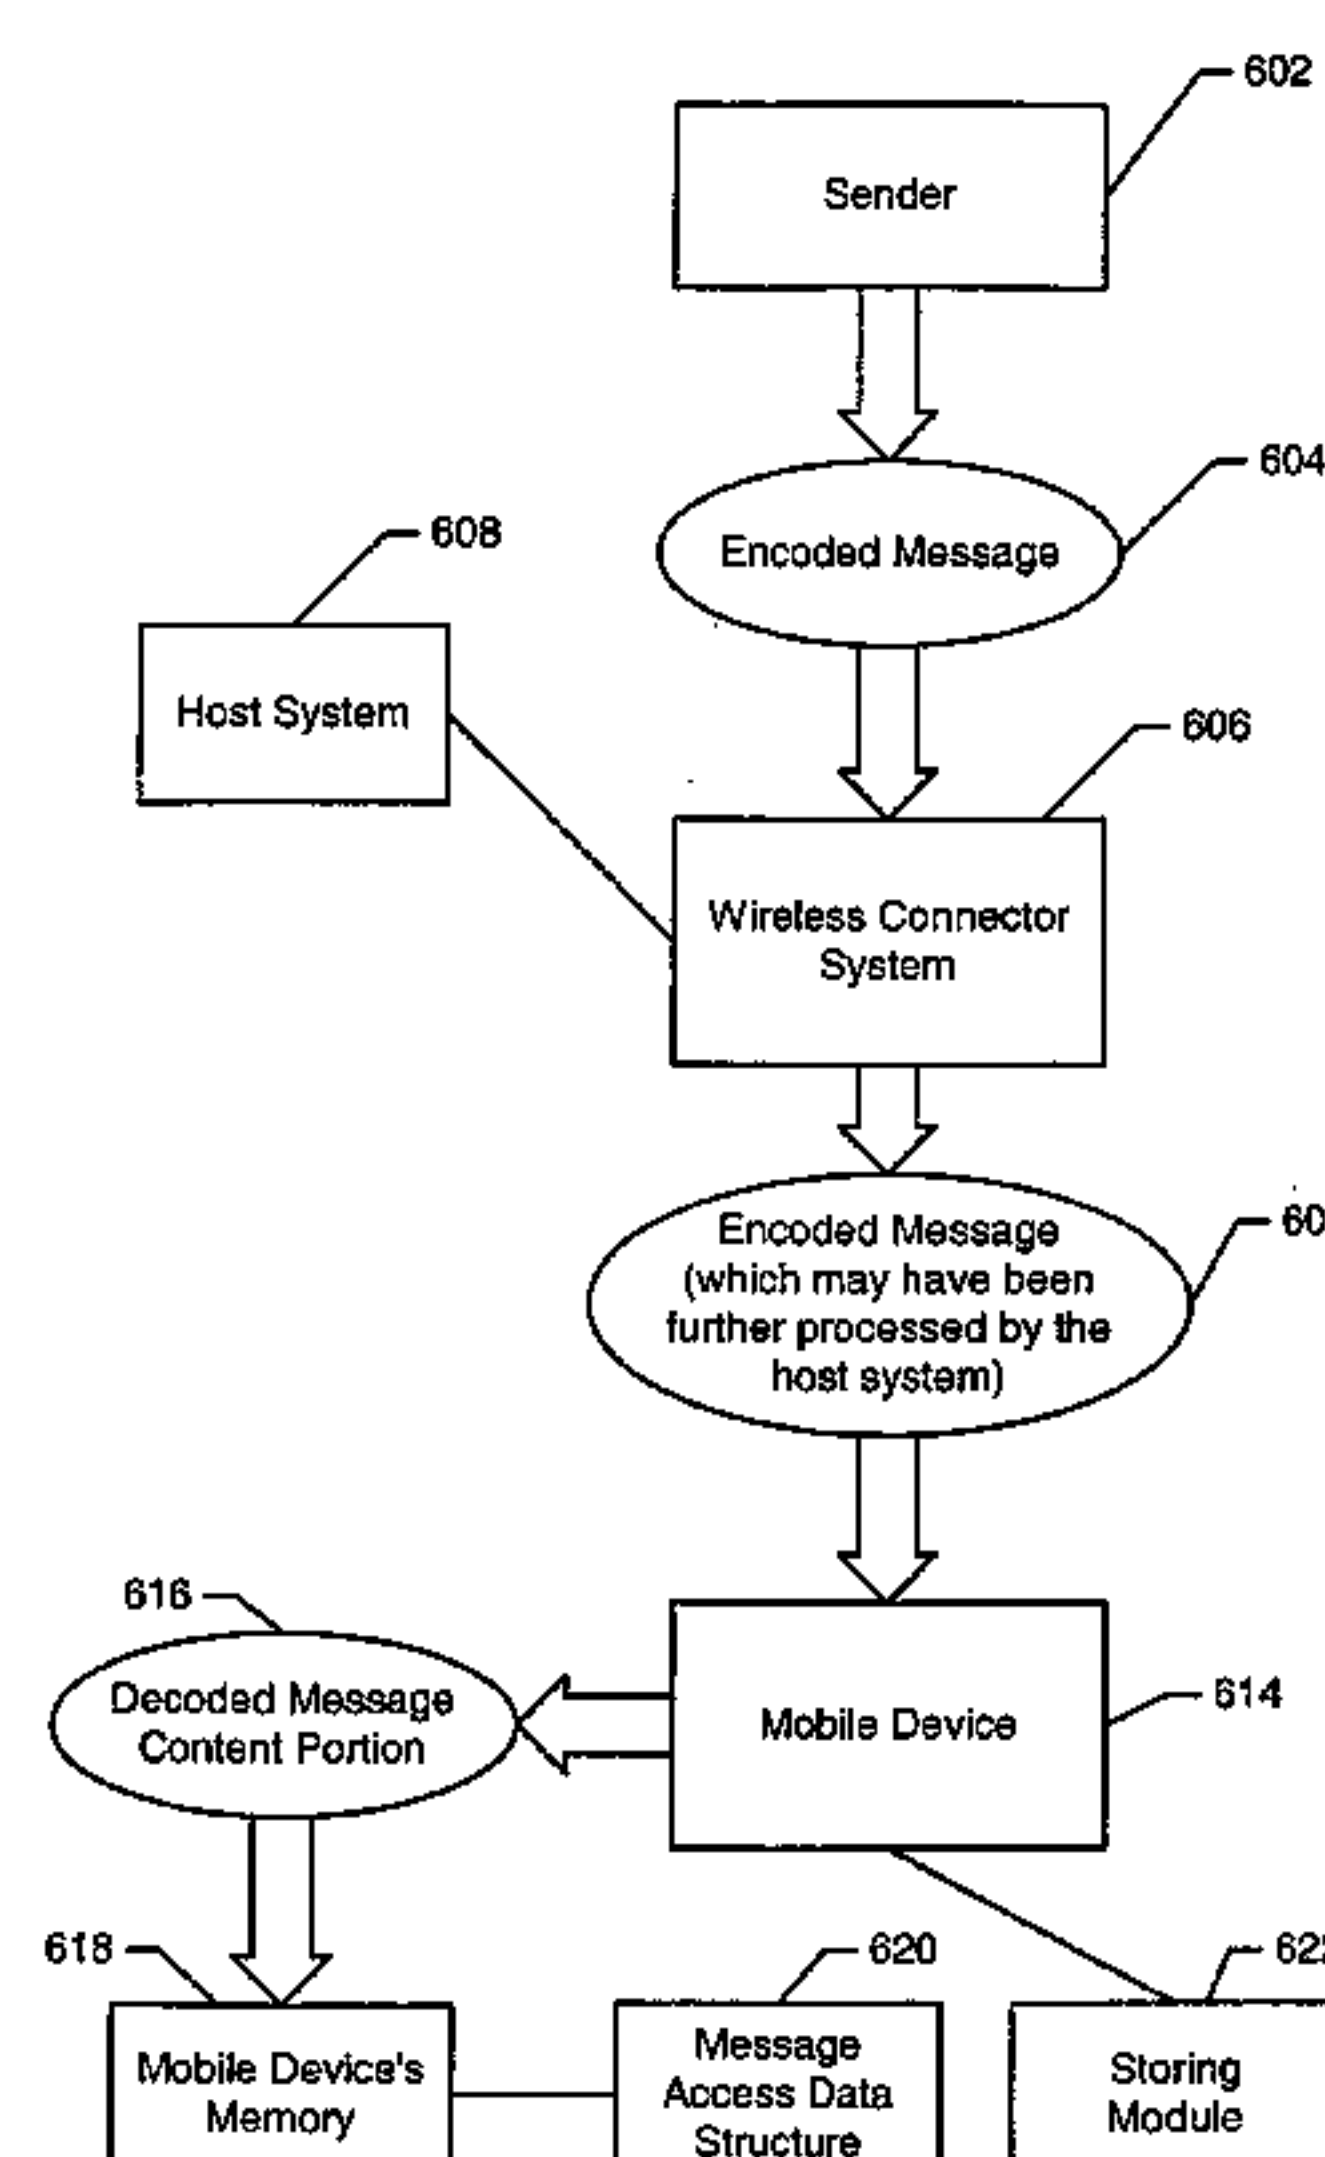 602
Sender
604
Encoded Message
608
Host System
606
Wireless Connector
System
60
Encoded Message
(which may have been
further processed by the
host system)
616
Decoded Message
Content Portion
Mobile Device
614
618
620
622
Mobile Device's
Memory
Message
Access Data
Structure
Storing
Module